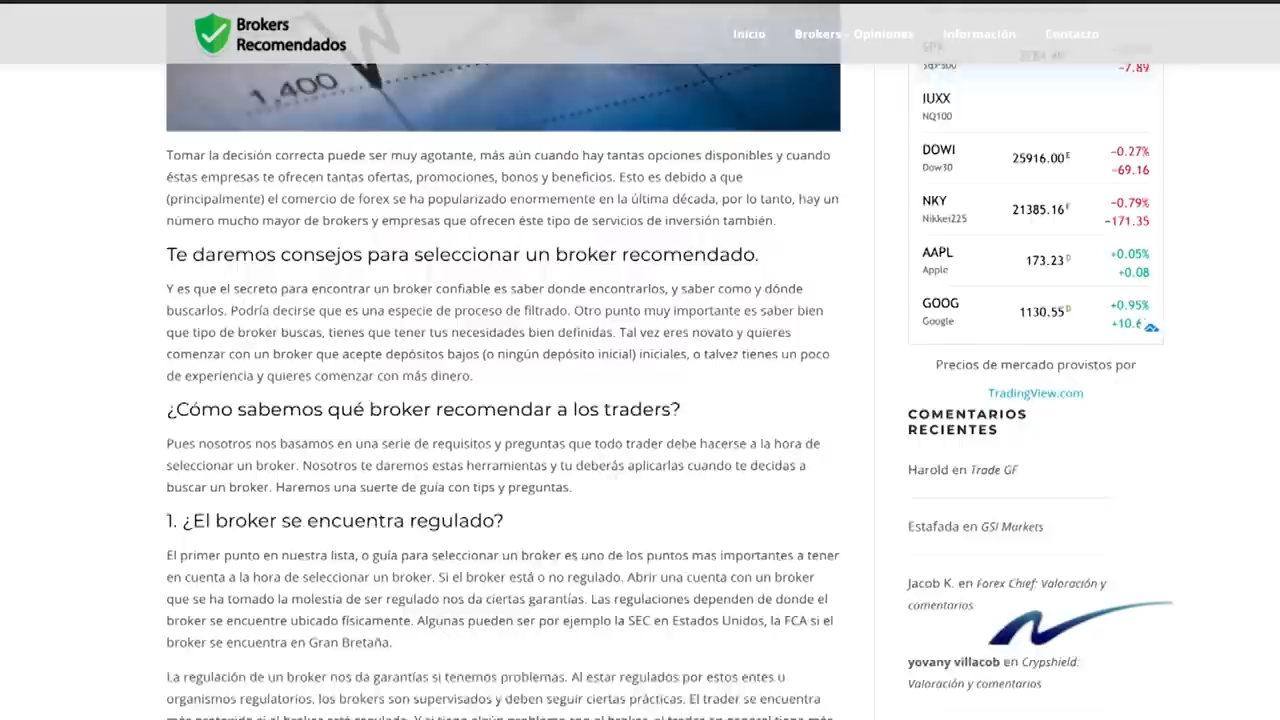 Brokers
Recomendados
Inicio
Brokers - Opiniones
Información
Contacto
1.400
Tomar la decisión correcta puede ser muy agotante, más aún cuando hay tantas opciones disponibles y cuando
éstas empresas te ofrecen tantas ofertas, promociones, bonos y beneficios. Esto es debido a que
(principalmente) el comercio de forex se ha popularizado enormemente en la última década, por lo tanto, hay un
número mucho mayor de brokers y empresas que ofrecen éste tipo de servicios de inversión también.
Te daremos consejos para seleccionar un broker recomendado.
Y es que el secreto para encontrar un broker confiable es saber donde encontrarlos, y saber como y dónde
buscarlos. Podría decirse que es una especie de proceso de filtrado. Otro punto muy importante es saber bien
que tipo de broker buscas, tienes que tener tus necesidades bien definidas. Tal vez eres novato y quieres
comenzar con un broker que acepte depósitos bajos (o ningún depósito inicial) iniciales, o talvez tienes un poco
de experiencia y quieres comenzar con más dinero.
¿Cómo sabemos qué broker recomendar a los traders?
Pues nosotros nos basamos en una serie de requisitos y preguntas que todo trader debe hacerse a la hora de
seleccionar un broker. Nosotros te daremos estas herramientas y tu deberás aplicarlas cuando te decidas a
buscar un broker. Haremos una suerte de guía con tips y preguntas.
1. ¿El broker se encuentra regulado?
El primer punto en nuestra lista, o guía para seleccionar un broker es uno de los puntos mas importantes a tener
en cuenta a la hora de seleccionar un broker. Si el broker está o no regulado. Abrir una cuenta con un broker
que se ha tomado la molestia de ser regulado nos da ciertas garantías. Las regulaciones dependen de donde el
broker se encuentre ubicado físicamente. Algunas pueden ser por ejemplo la SEC en Estados Unidos, la FCA si el
broker se encuentra en Gran Bretaña.
La regulación de un broker nos da garantías si tenemos problemas. Al estar regulados por estos entes u
organismos regulatorios, los brokers son supervisados y deben seguir ciertas prácticas. El trader se encuentra
SPX
S&P500
-7.89
IUXX
NQ100
DOWI 25916.00 E -0.27%
Dow30 -69.16
NKY 21385.16 E -0.79%
Nikkei225 -171.35
AAPL 173.23 D +0.05%
Apple +0.08
GOOG 1130.55 D +0.95%
Google
Precios de mercado provistos por
TradingView.com
COMENTARIOS
RECIENTES
Harold en Trade GF
Estafada en GSI Markets
Jacob K. en Forex Chief: Valoración y
comentarios
yovany villacob en Crypshield:
Valoración y comentarios